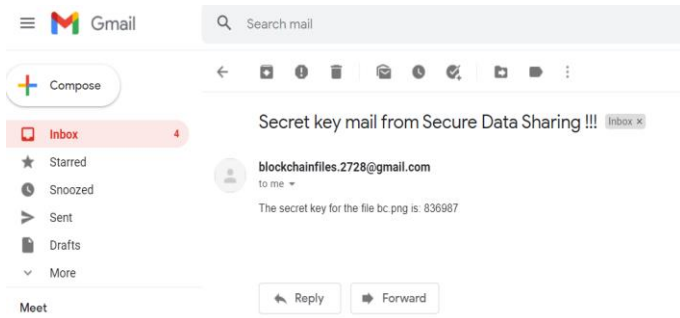 Gmail
Search mail
Compose
Inbox 4
Starred
Snoozed
Sent
Drafts
More
Meet
Secret key mail from Secure Data Sharing !!! Inbox ×
blockchainfiles.2728@gmail.com
to me
The secret key for the file bc.png is: 836987
Reply Forward